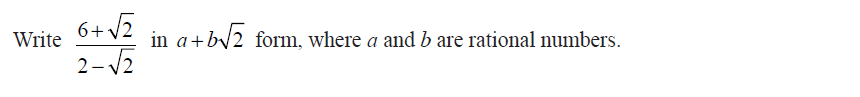 Write (6+√2)/(2−√2) in a+b√2 form, where a and b are rational numbers.